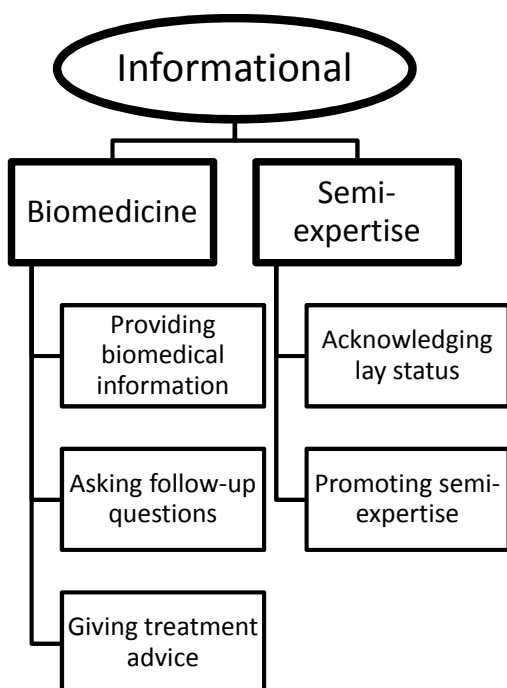 Informational
Biomedicine
Semi-
expertise
Providing
biomedical
information
Asking follow-up
questions
Giving treatment
advice
Acknowledging
lay status
Promoting semi-
expertise